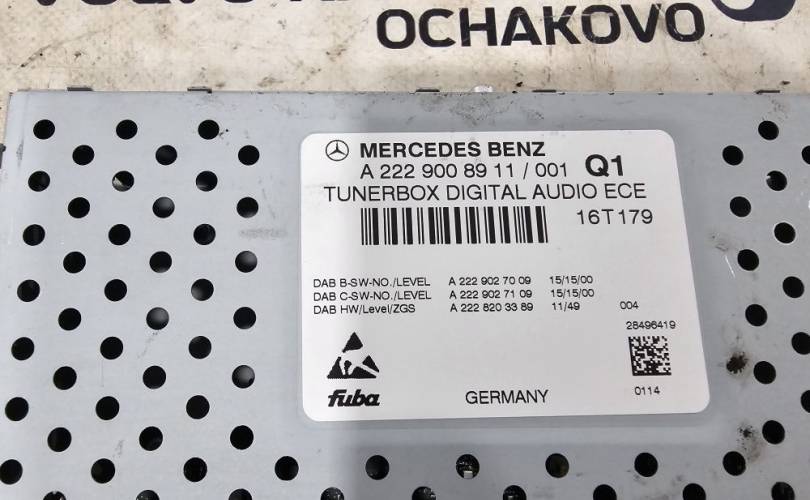 OCHAKOVO
MERCEDES BENZ
A 222 900 89 11 / 001 Q1
TUNERBOX DIGITAL AUDIO ECE
16T179
DAB B-SW-NO./LEVEL A 222 902 70 09 15/15/00
DAB C-SW-NO./LEVEL A 222 902 71 09 15/15/00
DAB HW/Level/ZGS A 222 820 33 89 11/49 004
28496419
fuba GERMANY 0114